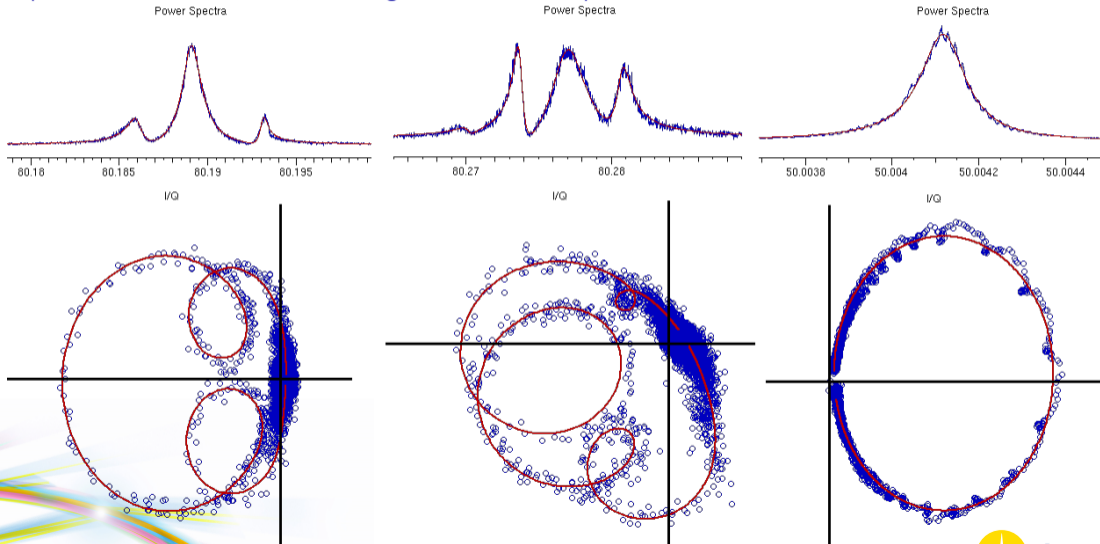 Power Spectra
Power Spectra
Power Spectra
80.18 80.185 80.19 80.195
80.27 80.28
50.0038 50.004 50.0042 50.0044
I/Q
I/Q
I/Q